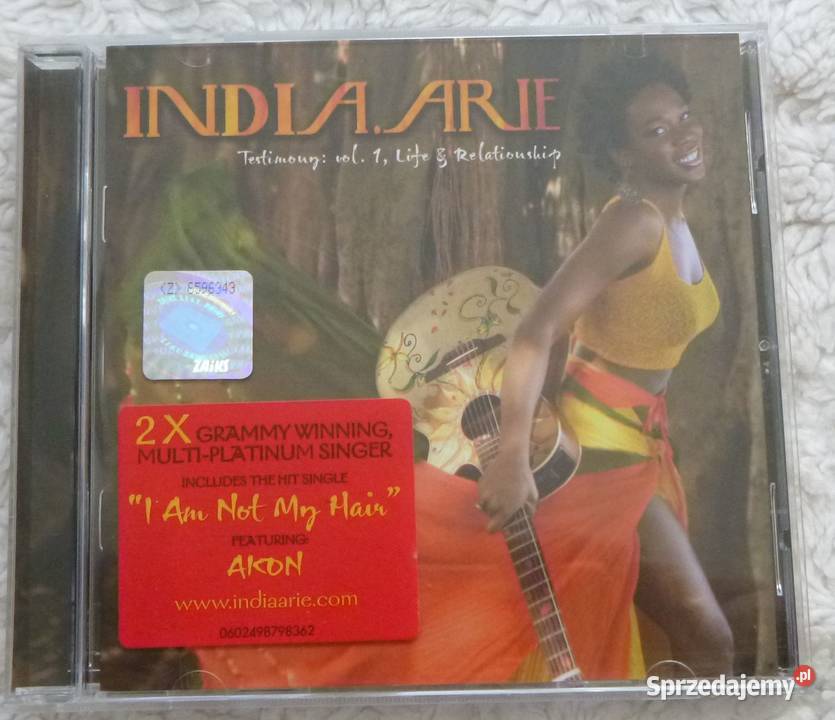 INDIA.ARIE
Testimony: vol. 1, Life & Relationship
<Z> 6596343
ZAiKS
2 X GRAMMY WINNING,
MULTI-PLATINUM SINGER
INCLUDES THE HIT SINGLE
"I Am Not My Hair"
FEATURING:
AKON
www.indiaarie.com
0602498798362
Sprzedajemy.pl